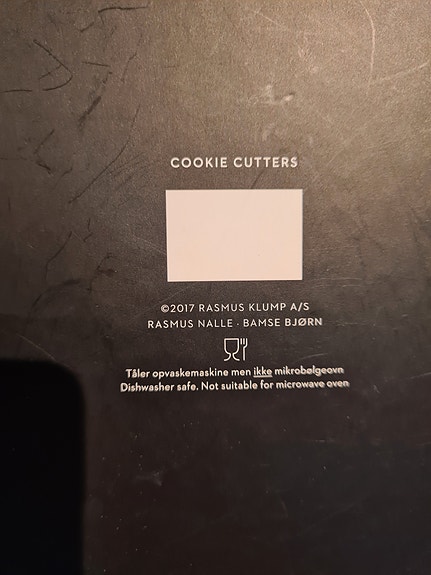 COOKIE CUTTERS
©2017 RASMUS KLUMP A/S
RASMUS NALLE · BAMSE BJØRN
Tåler opvaskemaskine men ikke mikrobølgeovn
Dishwasher safe. Not suitable for microwave oven